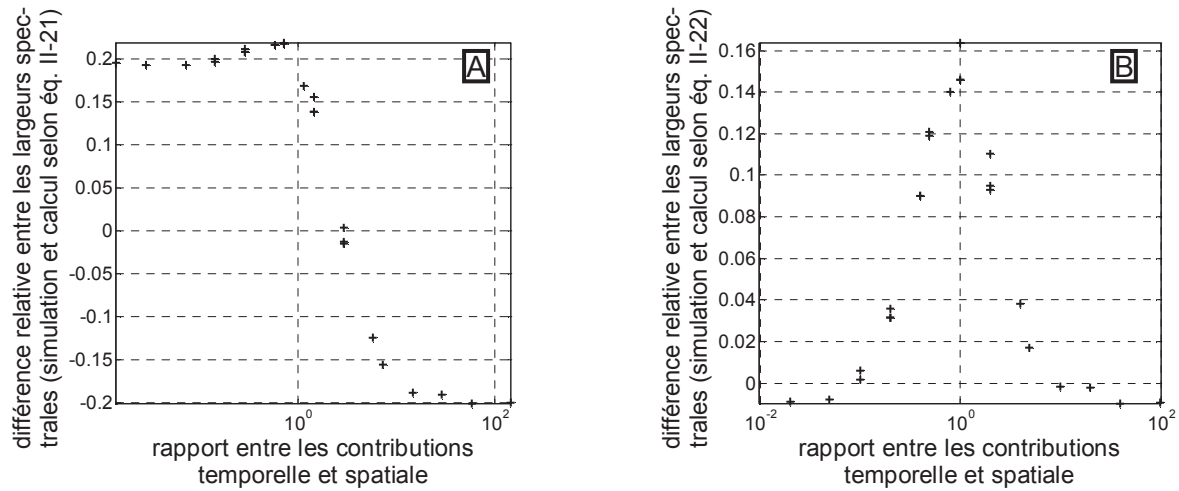 différence relative entre les largeurs spec-
trales (simulation et calcul selon éq. II-21)
0.2
0.15
0.1
0.05
0
-0.05
-0.1
-0.15
-0.2
A
10^0
10^2
rapport entre les contributions
temporelle et spatiale
différence relative entre les largeurs spec-
trales (simulation et calcul selon éq. II-22)
0.16
0.14
0.12
0.1
0.08
0.06
0.04
0.02
0
B
10^-2
10^0
10^2
rapport entre les contributions
temporelle et spatiale